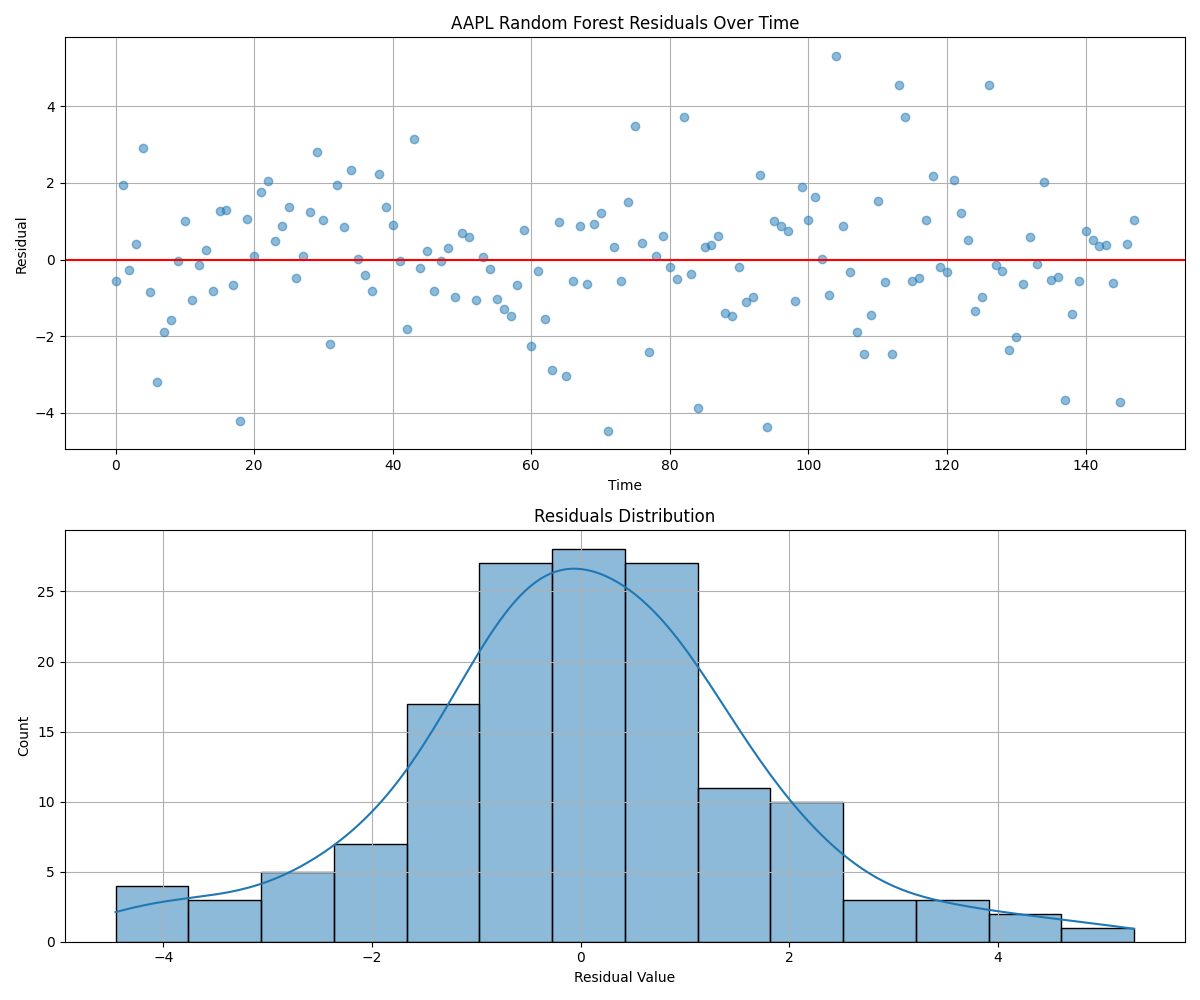 AAPL Random Forest Residuals Over Time
Residual
4
2
0
−2
−4
0 20 40 60 80 100 120 140
Time
Residuals Distribution
Count
25
20
15
10
5
0
−4 −2 0 2 4
Residual Value